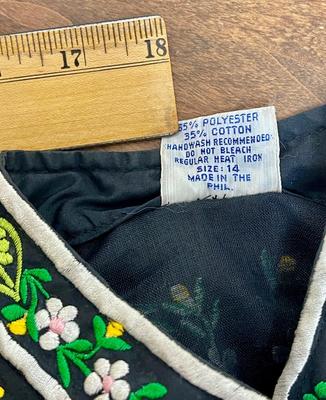 17 18
65% POLYESTER
35% COTTON
HANDWASH RECOMMENDED
DO NOT BLEACH
REGULAR HEAT IRON
SIZE: 14
MADE IN THE
PHIL.